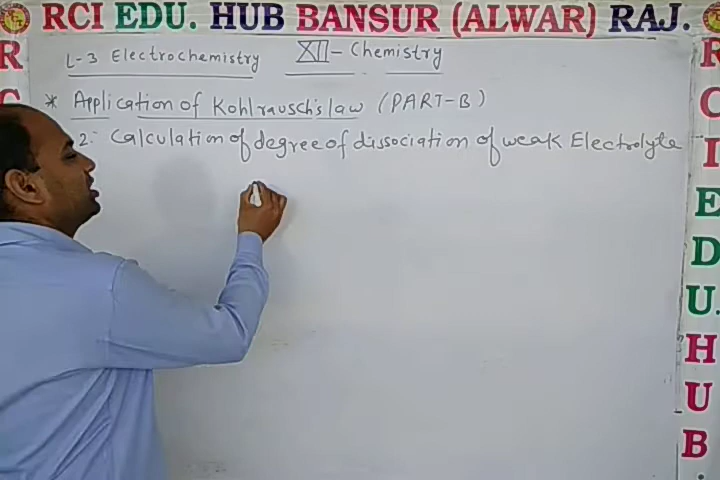 RCI EDU. HUB BANSUR (ALWAR) RAJ.
L-3 Electrochemistry XII - Chemistry
* Application of Kohlrausch's law (PART-B)
2:- Calculation of degree of dissociation of weak Electrolyte
R
C
R
C
I
E
D
U.
H
U
B